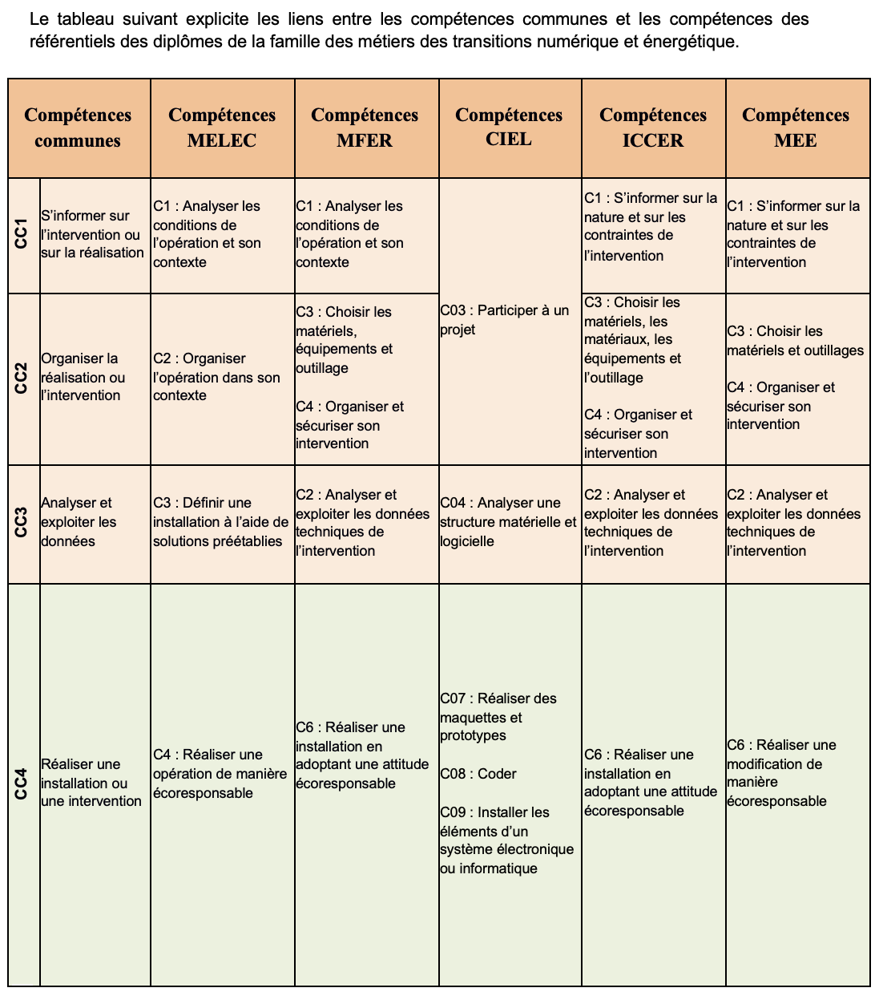 Le tableau suivant explicite les liens entre les compétences communes et les compétences des
référentiels des diplômes de la famille des métiers des transitions numérique et énergétique.
Compétences
communes
Compétences
MELEC
Compétences
MFER
Compétences
CIEL
Compétences
ICCER
Compétences
MEE
CC1
S’informer sur
l’intervention ou
sur la réalisation
C1 : Analyser les
conditions de
l’opération et son
contexte
C1 : Analyser les
conditions de
l’opération et son
contexte
C03 : Participer à un
projet
C1 : S’informer sur la
nature et sur les
contraintes de
l’intervention
C1 : S’informer sur la
nature et sur les
contraintes de
l’intervention
CC2
Organiser la
réalisation ou
l’intervention
C2 : Organiser
l’opération dans son
contexte
C3 : Choisir les
matériels,
équipements et
outillage
C4 : Organiser et
sécuriser son
intervention
C3 : Choisir les
matériels, les
matériaux, les
équipements et
l’outillage
C4 : Organiser et
sécuriser son
intervention
C3 : Choisir les
matériels et outillages
C4 : Organiser et
sécuriser son
intervention
CC3
Analyser et
exploiter les
données
C3 : Définir une
installation à l’aide de
solutions préétablies
C2 : Analyser et
exploiter les données
techniques de
l’intervention
C04 : Analyser une
structure matérielle et
logicielle
C2 : Analyser et
exploiter les données
techniques de
l’intervention
C2 : Analyser et
exploiter les données
techniques de
l’intervention
CC4
Réaliser une
installation ou
une intervention
C4 : Réaliser une
opération de manière
écoresponsable
C6 : Réaliser une
installation en
adoptant une attitude
écoresponsable
C07 : Réaliser des
maquettes et
prototypes
C08 : Coder
C09 : Installer les
éléments d’un
système électronique
ou informatique
C6 : Réaliser une
installation en
adoptant une attitude
écoresponsable
C6 : Réaliser une
modification de
manière
écoresponsable